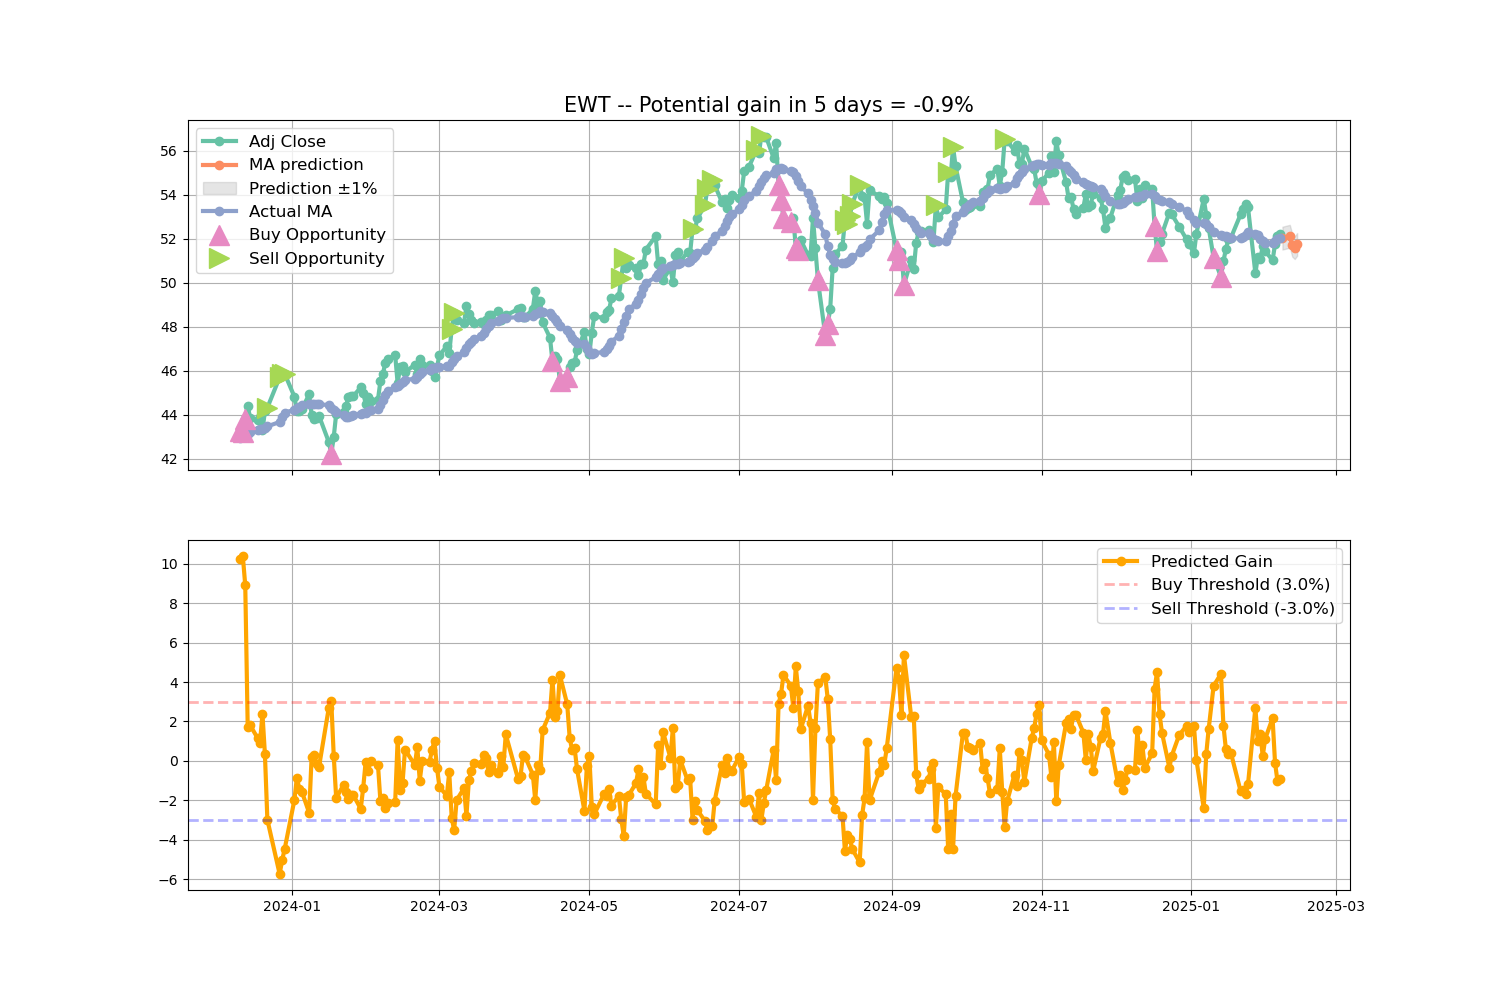 EWT -- Potential gain in 5 days = -0.9%
Adj Close
MA prediction
Prediction ±1%
Actual MA
Buy Opportunity
Sell Opportunity
56
54
52
50
48
46
44
42
Predicted Gain
Buy Threshold (3.0%)
Sell Threshold (-3.0%)
10
8
6
4
2
0
−2
−4
−6
2024-01
2024-03
2024-05
2024-07
2024-09
2024-11
2025-01
2025-03